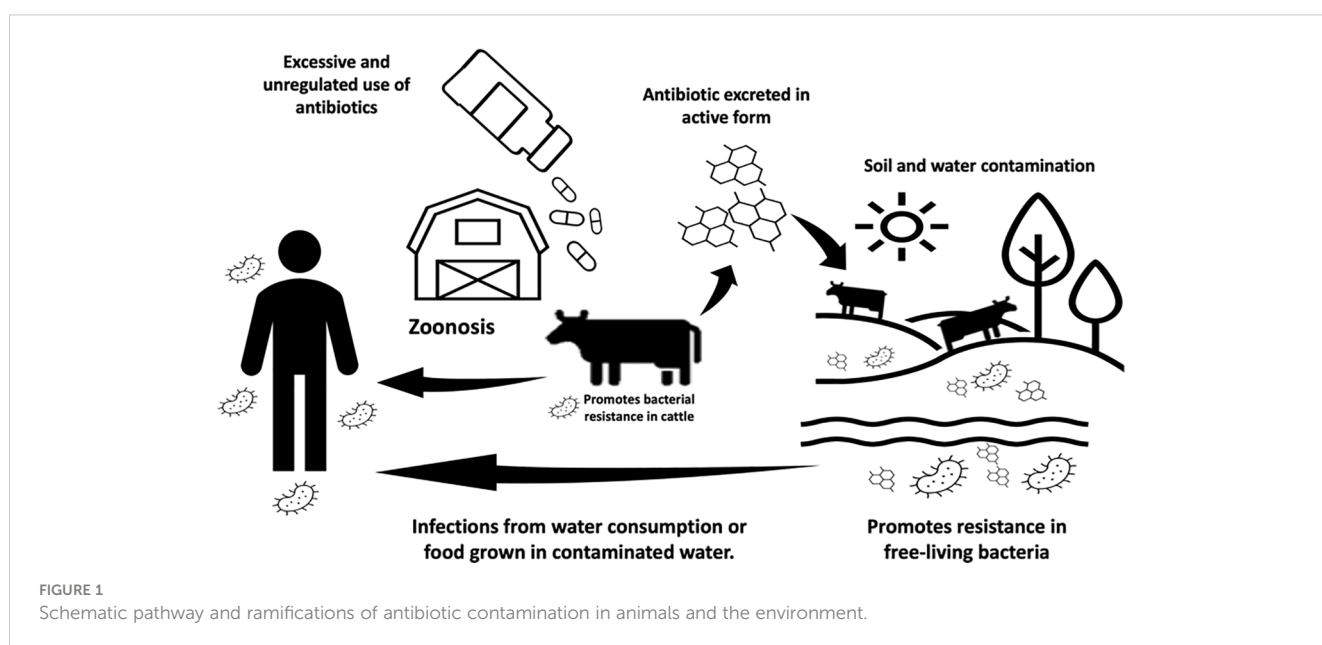 Excessive and
unregulated use of
antibiotics
Antibiotic excreted in
active form
Soil and water contamination
Zoonosis
Promotes bacterial
resistance in cattle
Infections from water consumption or
food grown in contaminated water.
Promotes resistance in
free-living bacteria
FIGURE 1
Schematic pathway and ramifications of antibiotic contamination in animals and the environment.